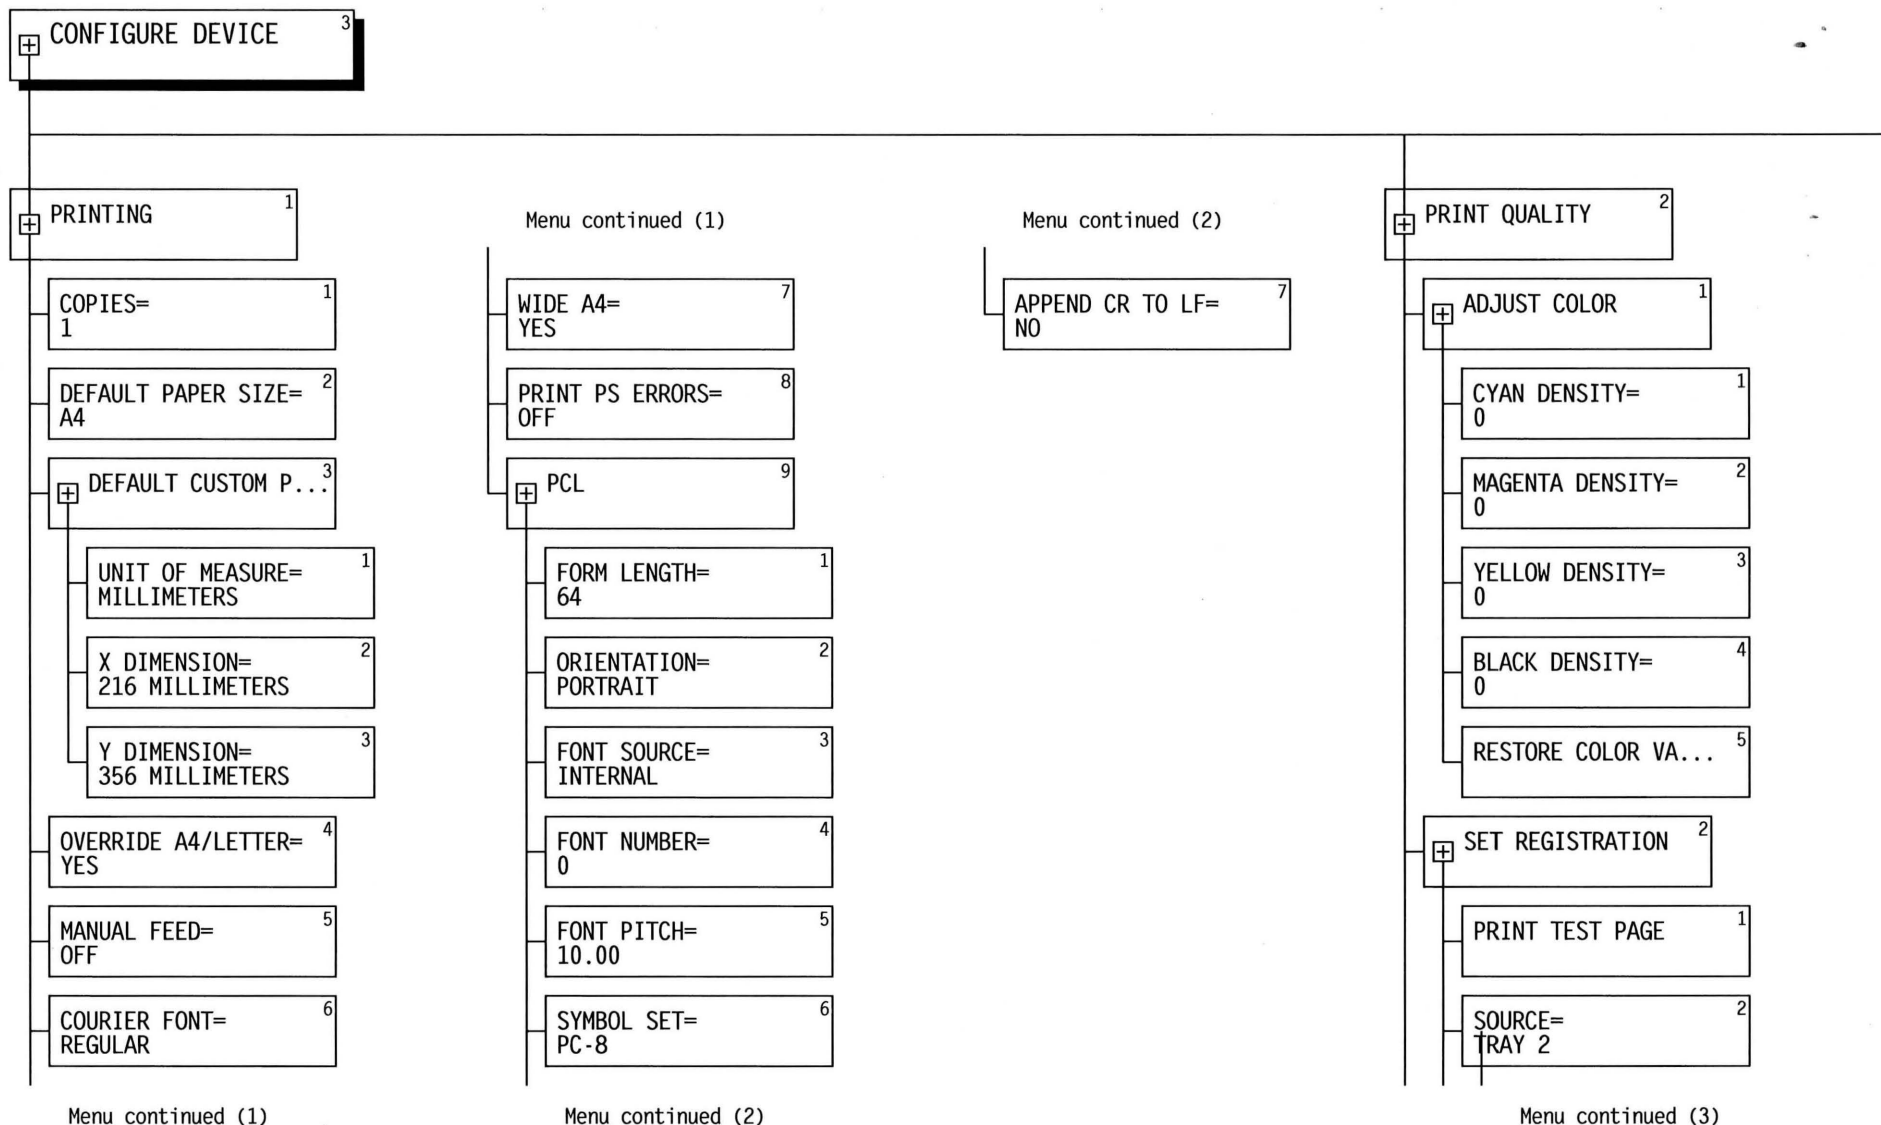 CONFIGURE DEVICE 3
PRINTING 1
COPIES= 1
1
DEFAULT PAPER SIZE= 2
A4
DEFAULT CUSTOM P... 3
UNIT OF MEASURE= 1
MILLIMETERS
X DIMENSION= 2
216 MILLIMETERS
Y DIMENSION= 3
356 MILLIMETERS
OVERRIDE A4/LETTER= 4
YES
MANUAL FEED= 5
OFF
COURIER FONT= 6
REGULAR
Menu continued (1)
Menu continued (1)
WIDE A4= 7
YES
PRINT PS ERRORS= 8
OFF
PCL 9
FORM LENGTH= 1
64
ORIENTATION= 2
PORTRAIT
FONT SOURCE= 3
INTERNAL
FONT NUMBER= 4
0
FONT PITCH= 5
10.00
SYMBOL SET= 6
PC-8
Menu continued (2)
Menu continued (2)
APPEND CR TO LF= 7
NO
PRINT QUALITY 2
ADJUST COLOR 1
CYAN DENSITY= 1
0
MAGENTA DENSITY= 2
0
YELLOW DENSITY= 3
0
BLACK DENSITY= 4
0
RESTORE COLOR VA... 5
SET REGISTRATION 2
PRINT TEST PAGE 1
SOURCE= 2
TRAY 2
Menu continued (3)